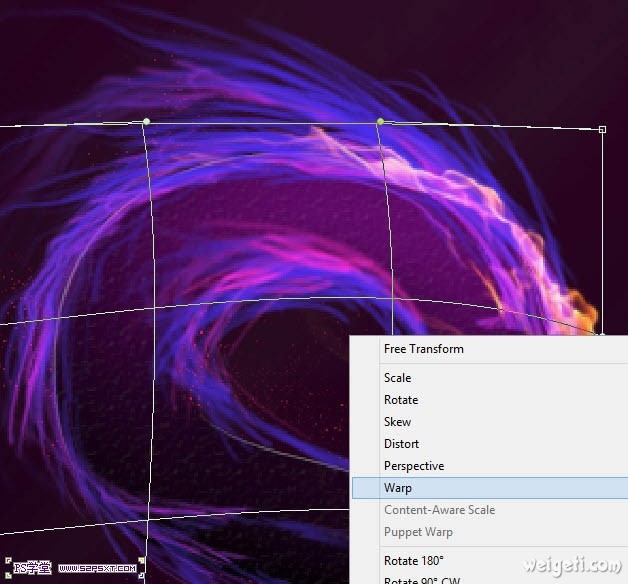 Free Transform
Scale
Rotate
Skew
Distort
Perspective
Warp
Content-Aware Scale
Puppet Warp
Rotate 180°
Rotate 90° CW
PS学堂 www.52psxt.com
weigeti.com